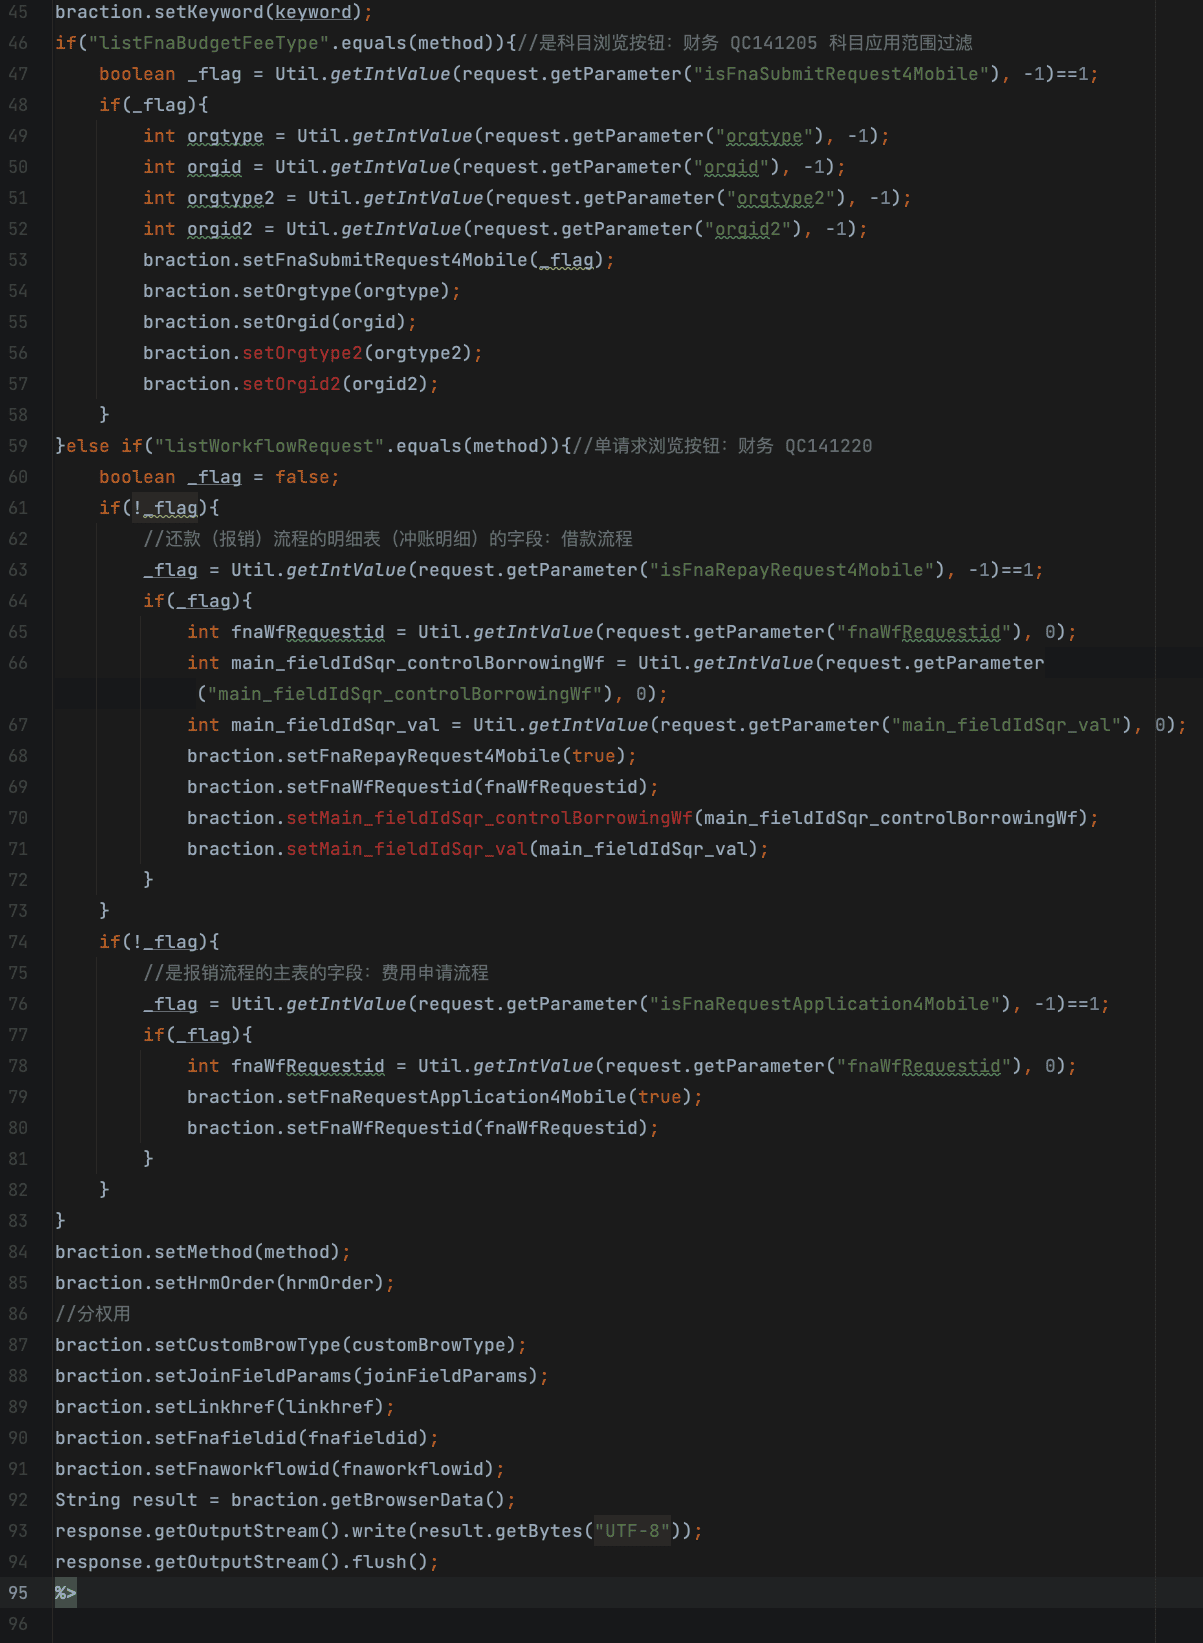 45 braction.setKeyword(keyword);
46 if("listFnaBudgetFeeType".equals(method)){//是科目浏览按钮：财务 QC141205 科目应用范围过滤
47 boolean _flag = Util.getIntValue(request.getParameter("isFnaSubmitRequest4Mobile"), -1)==1;
48 if(_flag){
49 int orgtype = Util.getIntValue(request.getParameter("orgtype"), -1);
50 int orgid = Util.getIntValue(request.getParameter("orgid"), -1);
51 int orgtype2 = Util.getIntValue(request.getParameter("orgtype2"), -1);
52 int orgid2 = Util.getIntValue(request.getParameter("orgid2"), -1);
53 braction.setFnaSubmitRequest4Mobile(_flag);
54 braction.setOrgtype(orgtype);
55 braction.setOrgid(orgid);
56 braction.setOrgtype2(orgtype2);
57 braction.setOrgid2(orgid2);
58 }
59 }else if("listWorkflowRequest".equals(method)){//单请求浏览按钮：财务 QC141220
60 boolean _flag = false;
61 if(!_flag){
62 //还款（报销）流程的明细表（冲账明细）的字段：借款流程
63 _flag = Util.getIntValue(request.getParameter("isFnaRepayRequest4Mobile"), -1)==1;
64 if(_flag){
65 int fnaWfRequestid = Util.getIntValue(request.getParameter("fnaWfRequestid"), 0);
66 int main_fieldIdSqr_controlBorrowingWf = Util.getIntValue(request.getParameter
("main_fieldIdSqr_controlBorrowingWf"), 0);
67 int main_fieldIdSqr_val = Util.getIntValue(request.getParameter("main_fieldIdSqr_val"), 0);
68 braction.setFnaRepayRequest4Mobile(true);
69 braction.setFnaWfRequestid(fnaWfRequestid);
70 braction.setMain_fieldIdSqr_controlBorrowingWf(main_fieldIdSqr_controlBorrowingWf);
71 braction.setMain_fieldIdSqr_val(main_fieldIdSqr_val);
72 }
73 }
74 if(!_flag){
75 //是报销流程的主表的字段：费用申请流程
76 _flag = Util.getIntValue(request.getParameter("isFnaRequestApplication4Mobile"), -1)==1;
77 if(_flag){
78 int fnaWfRequestid = Util.getIntValue(request.getParameter("fnaWfRequestid"), 0);
79 braction.setFnaRequestApplication4Mobile(true);
80 braction.setFnaWfRequestid(fnaWfRequestid);
81 }
82 }
83 }
84 braction.setMethod(method);
85 braction.setHrmOrder(hrmOrder);
86 //分权用
87 braction.setCustomBrowType(customBrowType);
88 braction.setJoinFieldParams(joinFieldParams);
89 braction.setLinkhref(linkhref);
90 braction.setFnafieldid(fnafieldid);
91 braction.setFnaworkflowid(fnaworkflowid);
92 String result = braction.getBrowserData();
93 response.getOutputStream().write(result.getBytes("UTF-8"));
94 response.getOutputStream().flush();
95 %>
96